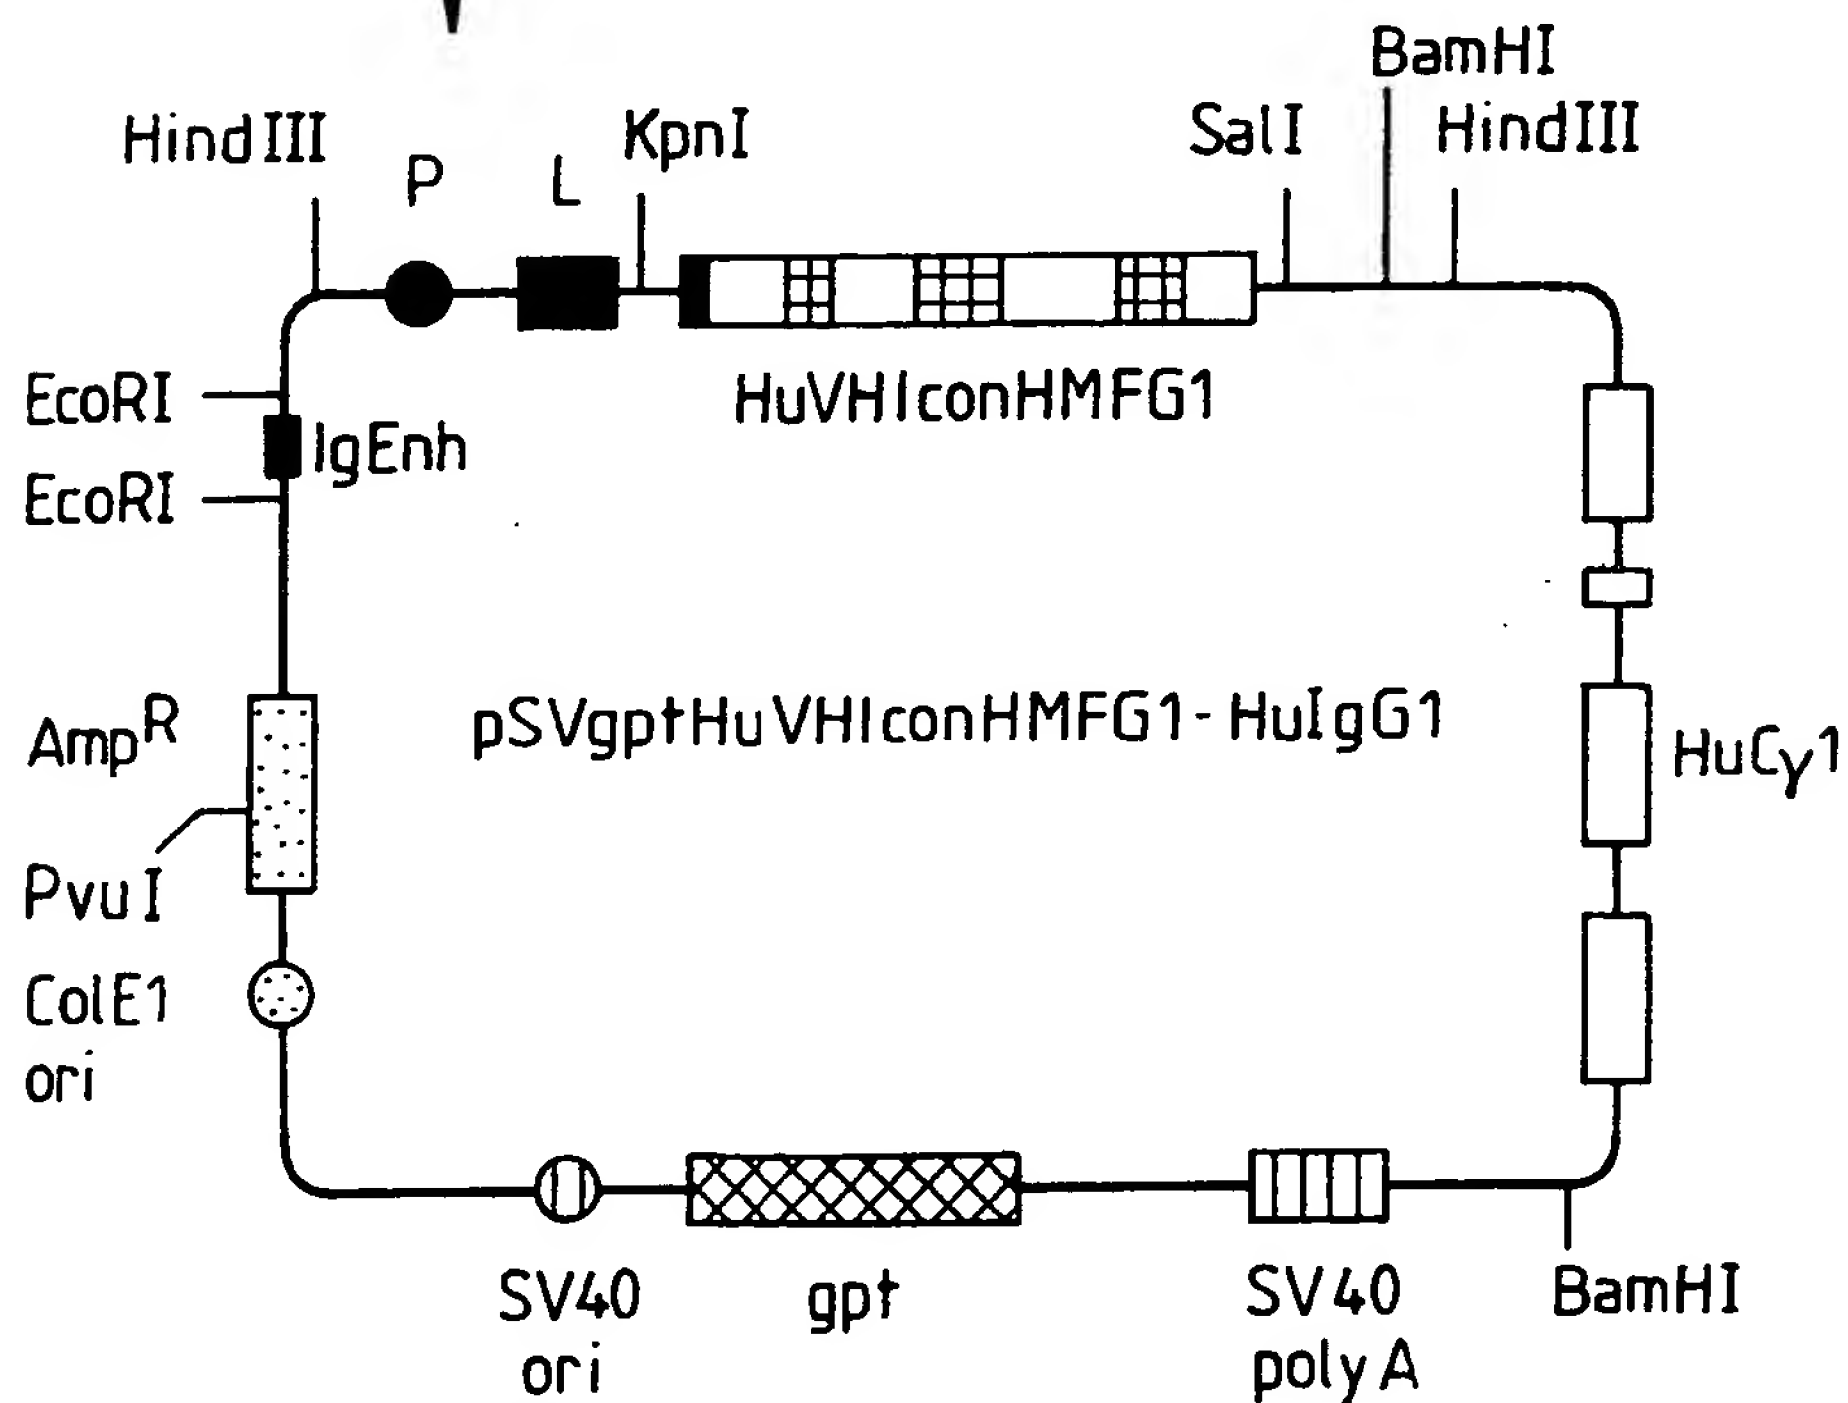 BamHI
HindIII
P
L
KpnI
SalI
HindIII
EcoRI
IgEnh
EcoRI
HuVHIconHMFG1
AmpR
pSVgptHuVHIconHMFG1-HuIgG1
HuCγ1
PvuI
ColE1
ori
SV40
ori
gpt
SV40
polyA
BamHI